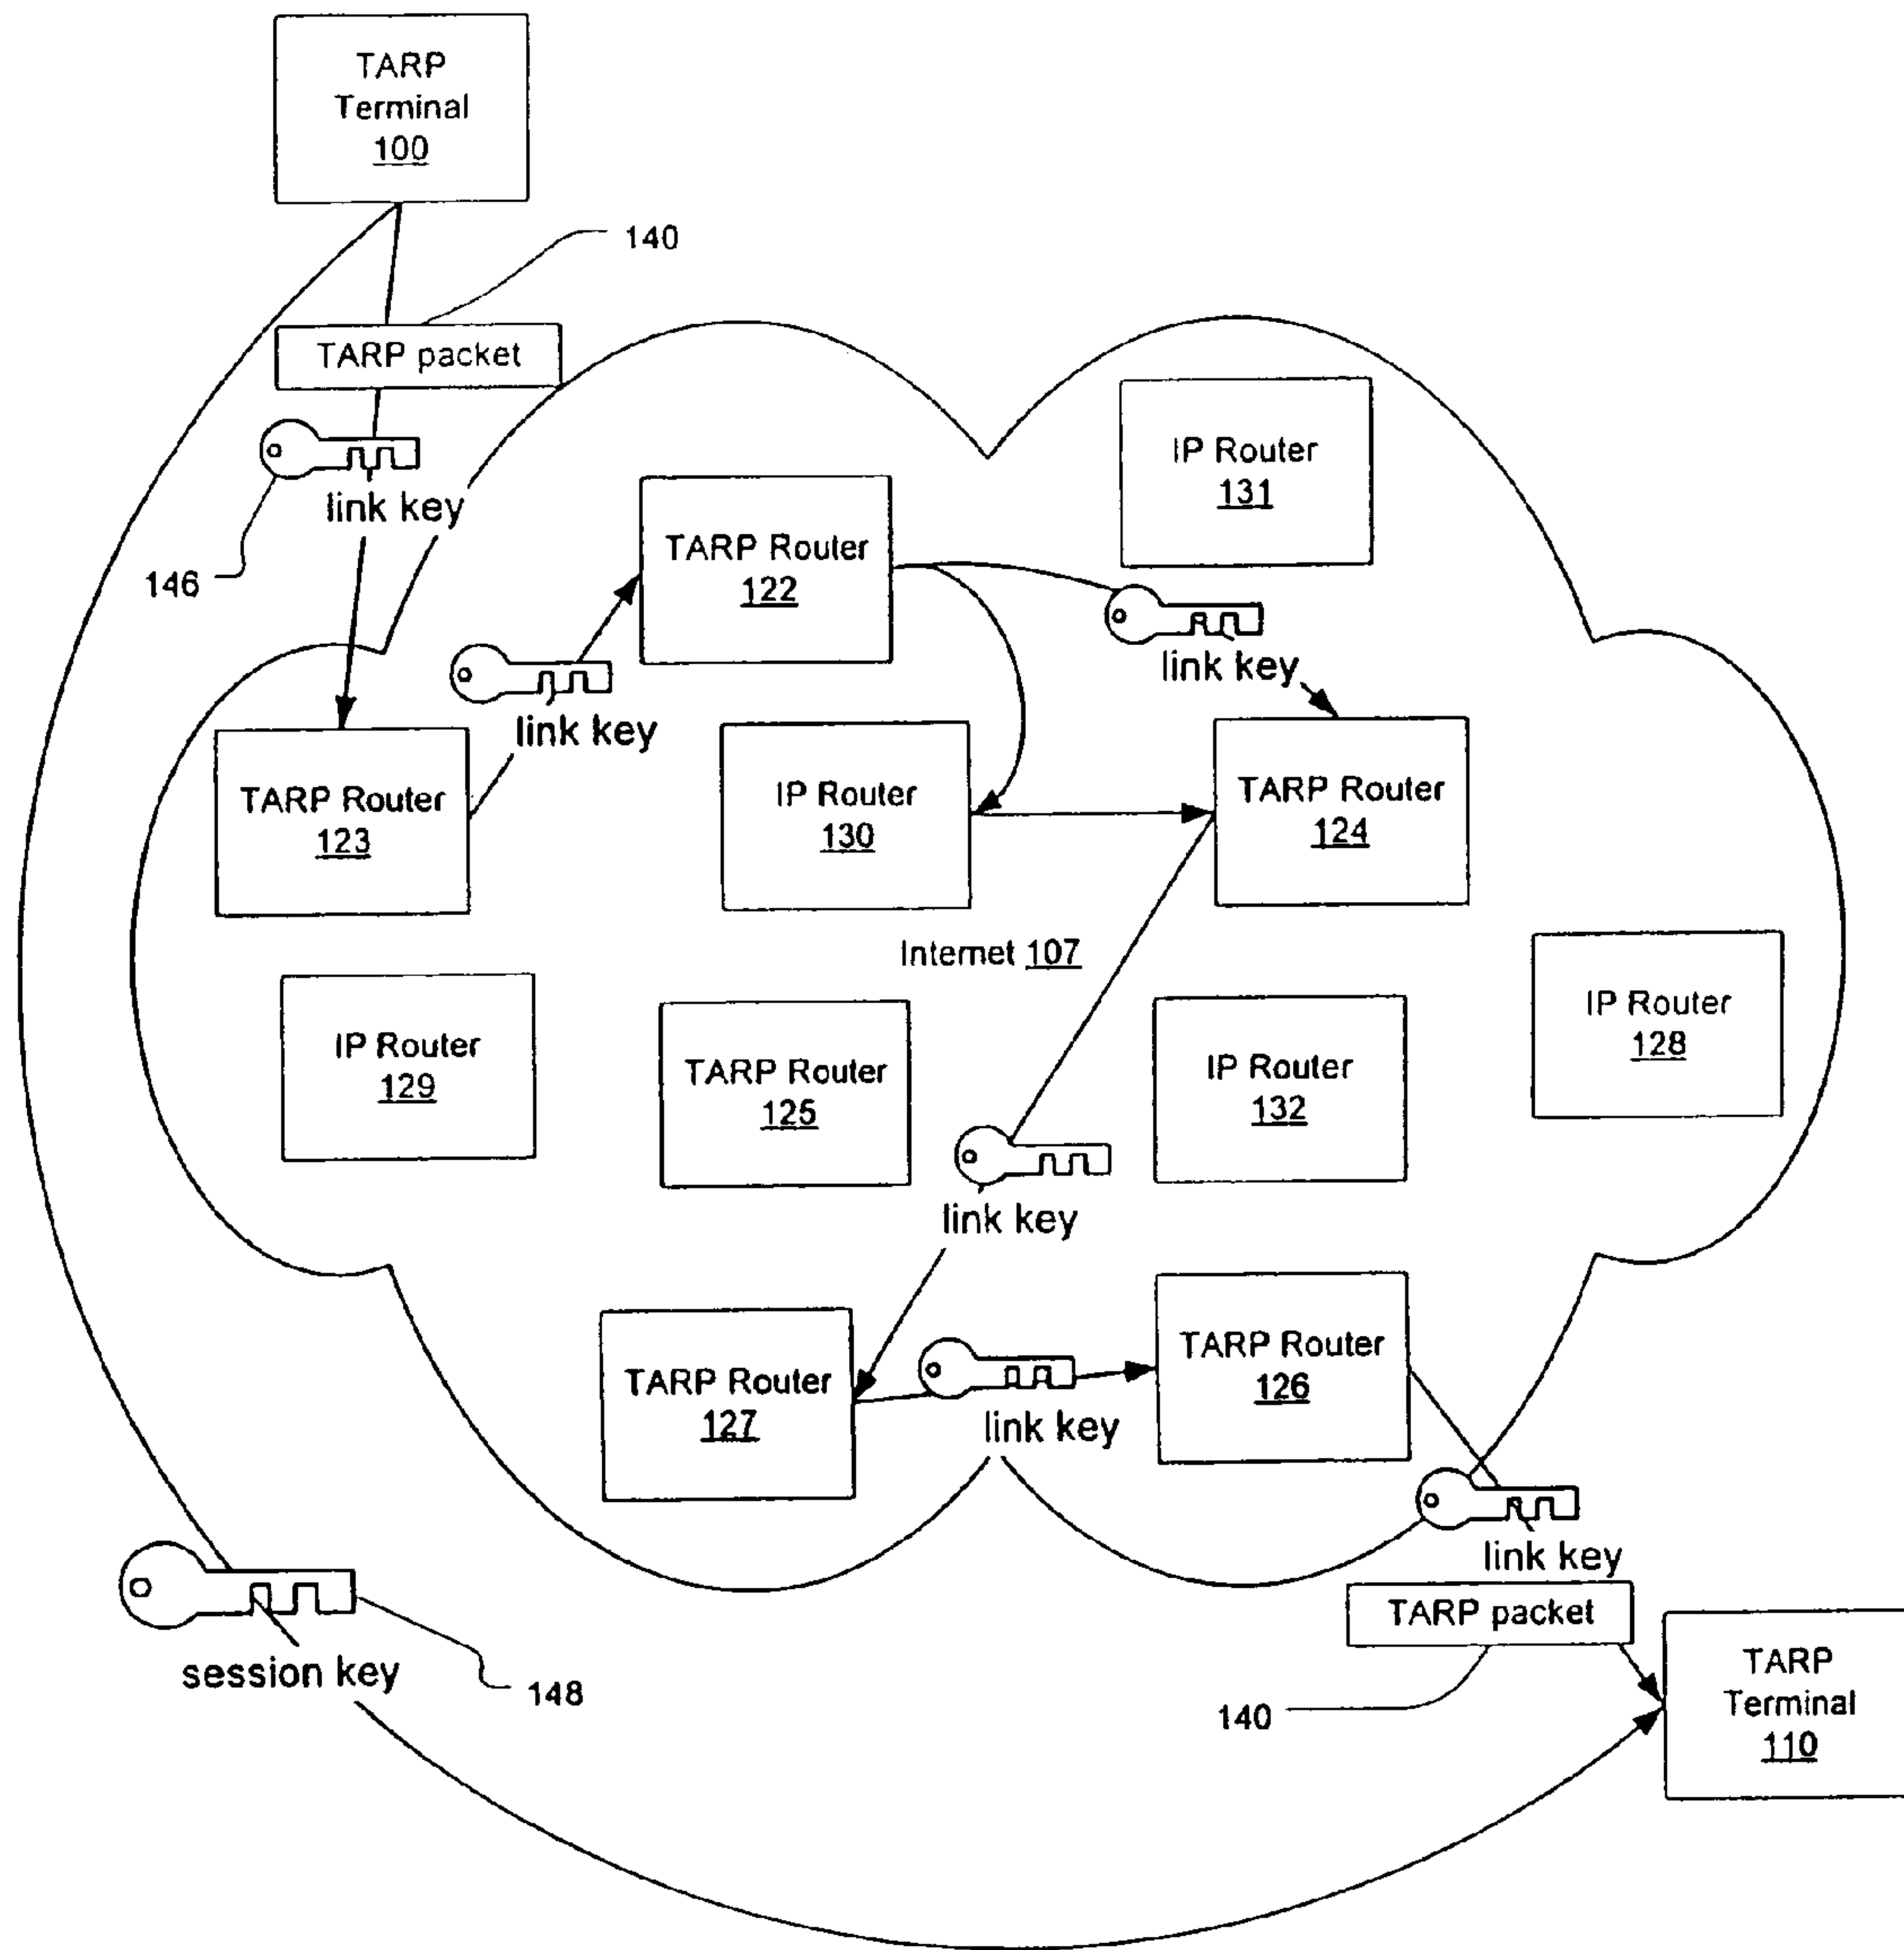 TARP
Terminal
100
140
TARP packet
link key
146
IP Router
131
TARP Router
122
link key
link key
TARP Router
123
IP Router
130
TARP Router
124
Internet 107
IP Router
129
TARP Router
125
IP Router
132
IP Router
128
link key
TARP Router
127
link key
TARP Router
126
link key
session key
148
TARP packet
140
TARP
Terminal
110